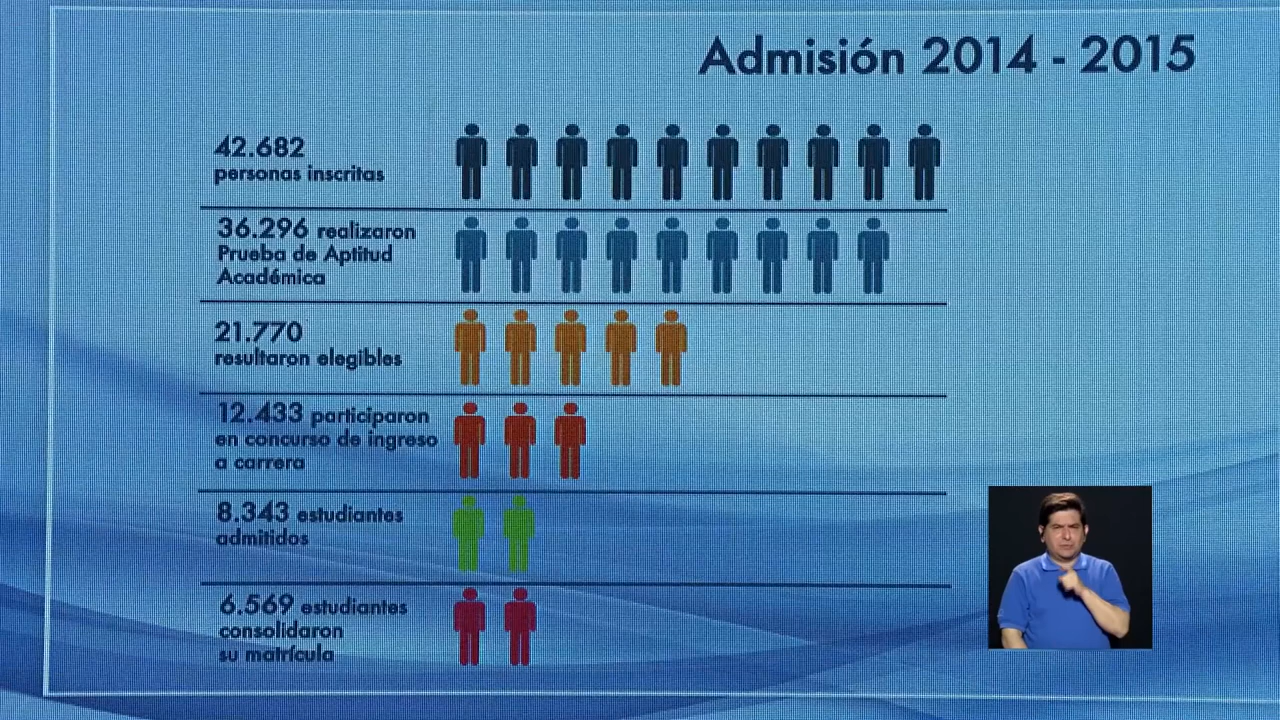 Admisión 2014 - 2015
42.682
personas inscritas
36.296 realizaron
Prueba de Aptitud
Académica
21.770
resultaron elegibles
12.433 participaron
en concurso de ingreso
a carrera
8.343 estudiantes
admitidos
6.569 estudiantes
consolidaron
su matrícula